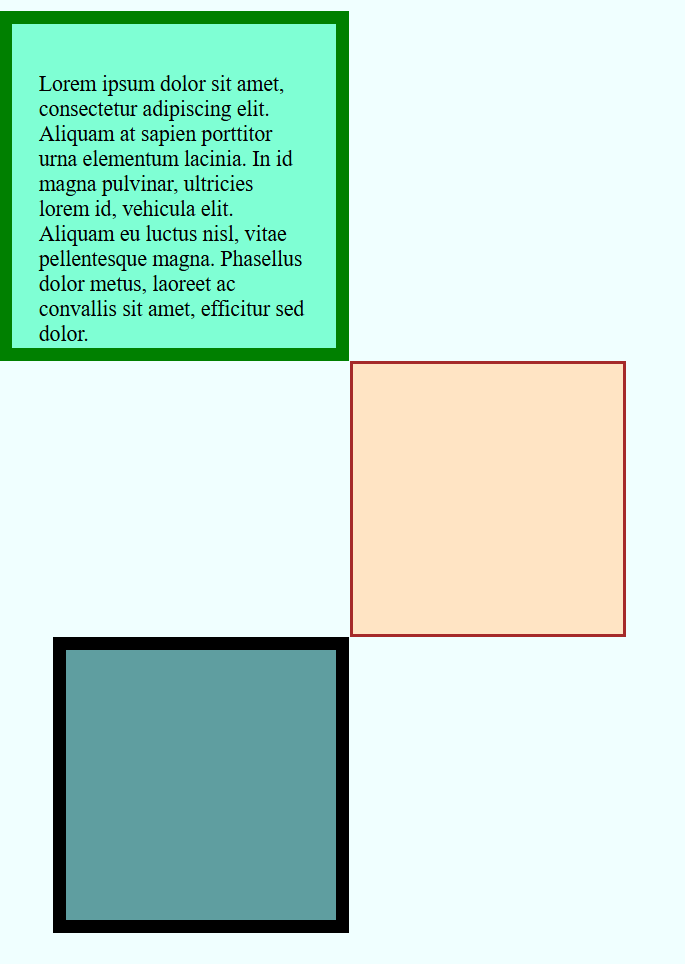 Lorem ipsum dolor sit amet,
consectetur adipiscing elit.
Aliquam at sapien porttitor
urna elementum lacinia. In id
magna pulvinar, ultricies
lorem id, vehicula elit.
Aliquam eu luctus nisl, vitae
pellentesque magna. Phasellus
dolor metus, laoreet ac
convallis sit amet, efficitur sed
dolor.